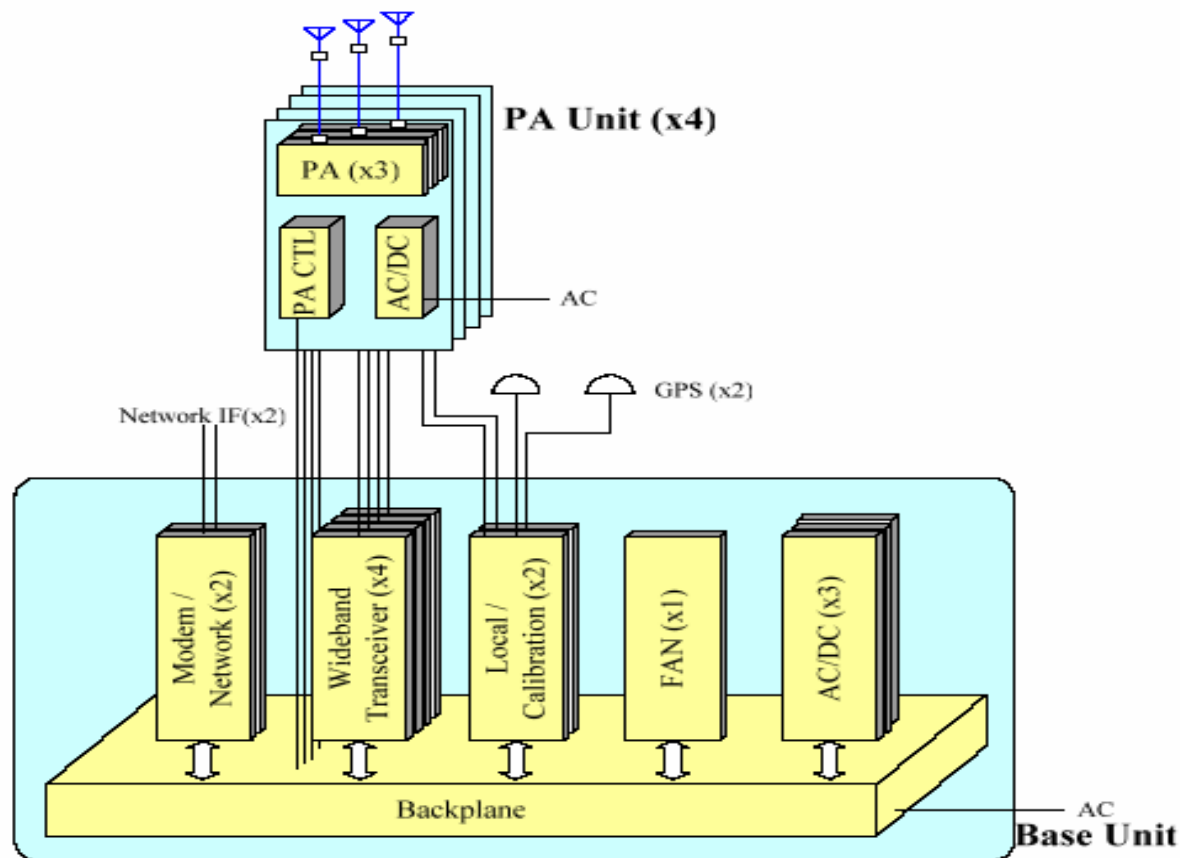 PA Unit (x4)
PA (x3)
PA CTL
AC/DC
AC
GPS (x2)
Network IF(x2)
Modem /
Network (x2)
Wideband
Transceiver (x4)
Local /
Calibration (x2)
FAN (x1)
AC/DC (x3)
Backplane
AC
Base Unit